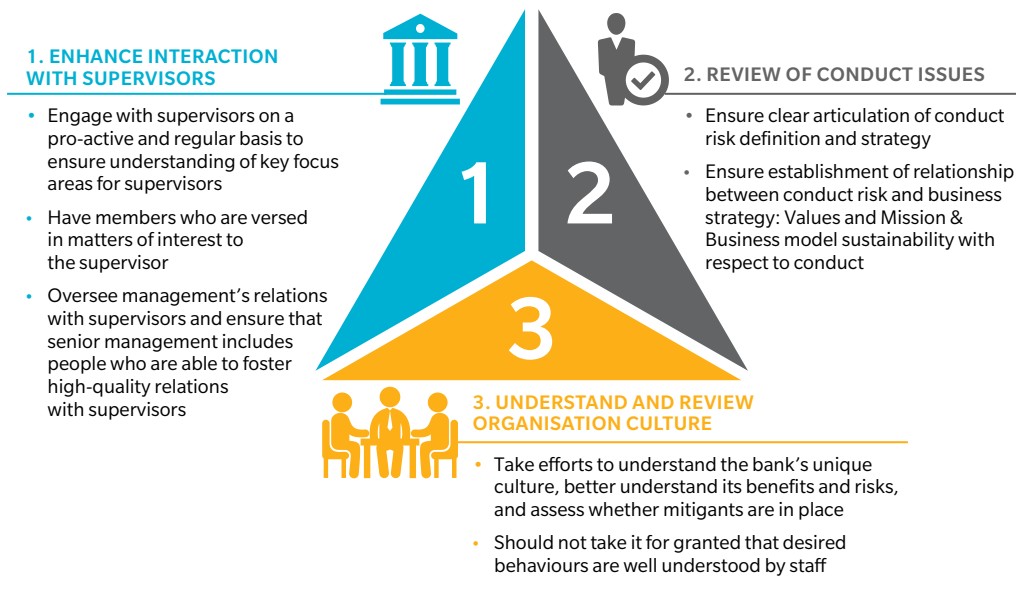 1. ENHANCE INTERACTION
WITH SUPERVISORS
• Engage with supervisors on a
pro-active and regular basis to
ensure understanding of key focus
areas for supervisors
• Have members who are versed
in matters of interest to
the supervisor
• Oversee management’s relations
with supervisors and ensure that
senior management includes
people who are able to foster
high-quality relations
with supervisors
1
2
3
2. REVIEW OF CONDUCT ISSUES
• Ensure clear articulation of conduct
risk definition and strategy
• Ensure establishment of relationship
between conduct risk and business
strategy: Values and Mission &
Business model sustainability with
respect to conduct
3. UNDERSTAND AND REVIEW
ORGANISATION CULTURE
• Take efforts to understand the bank’s unique
culture, better understand its benefits and risks,
and assess whether mitigants are in place
• Should not take it for granted that desired
behaviours are well understood by staff